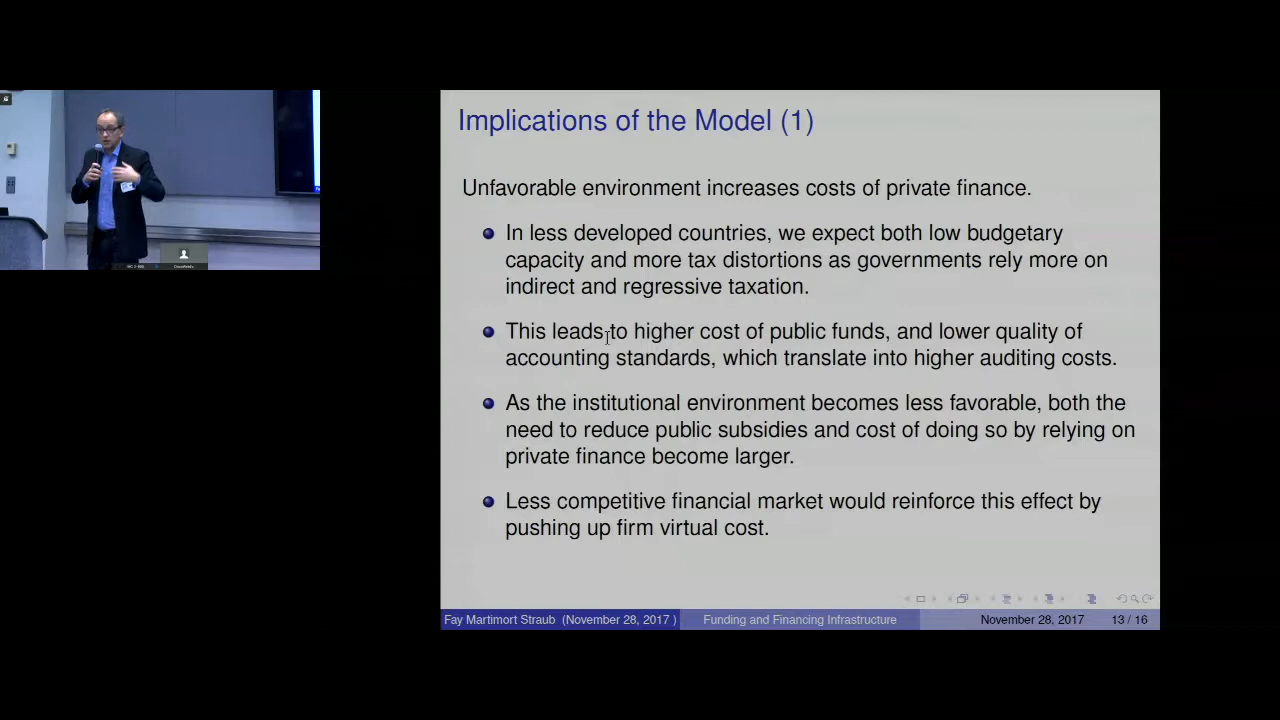 Implications of the Model (1)
Unfavorable environment increases costs of private finance.
In less developed countries, we expect both low budgetary
capacity and more tax distortions as governments rely more on
indirect and regressive taxation.
This leads to higher cost of public funds, and lower quality of
accounting standards, which translate into higher auditing costs.
As the institutional environment becomes less favorable, both the
need to reduce public subsidies and cost of doing so by relying on
private finance become larger.
Less competitive financial market would reinforce this effect by
pushing up firm virtual cost.
Fay Martimort Straub (November 28, 2017 )
Funding and Financing Infrastructure
November 28, 2017
13 / 16